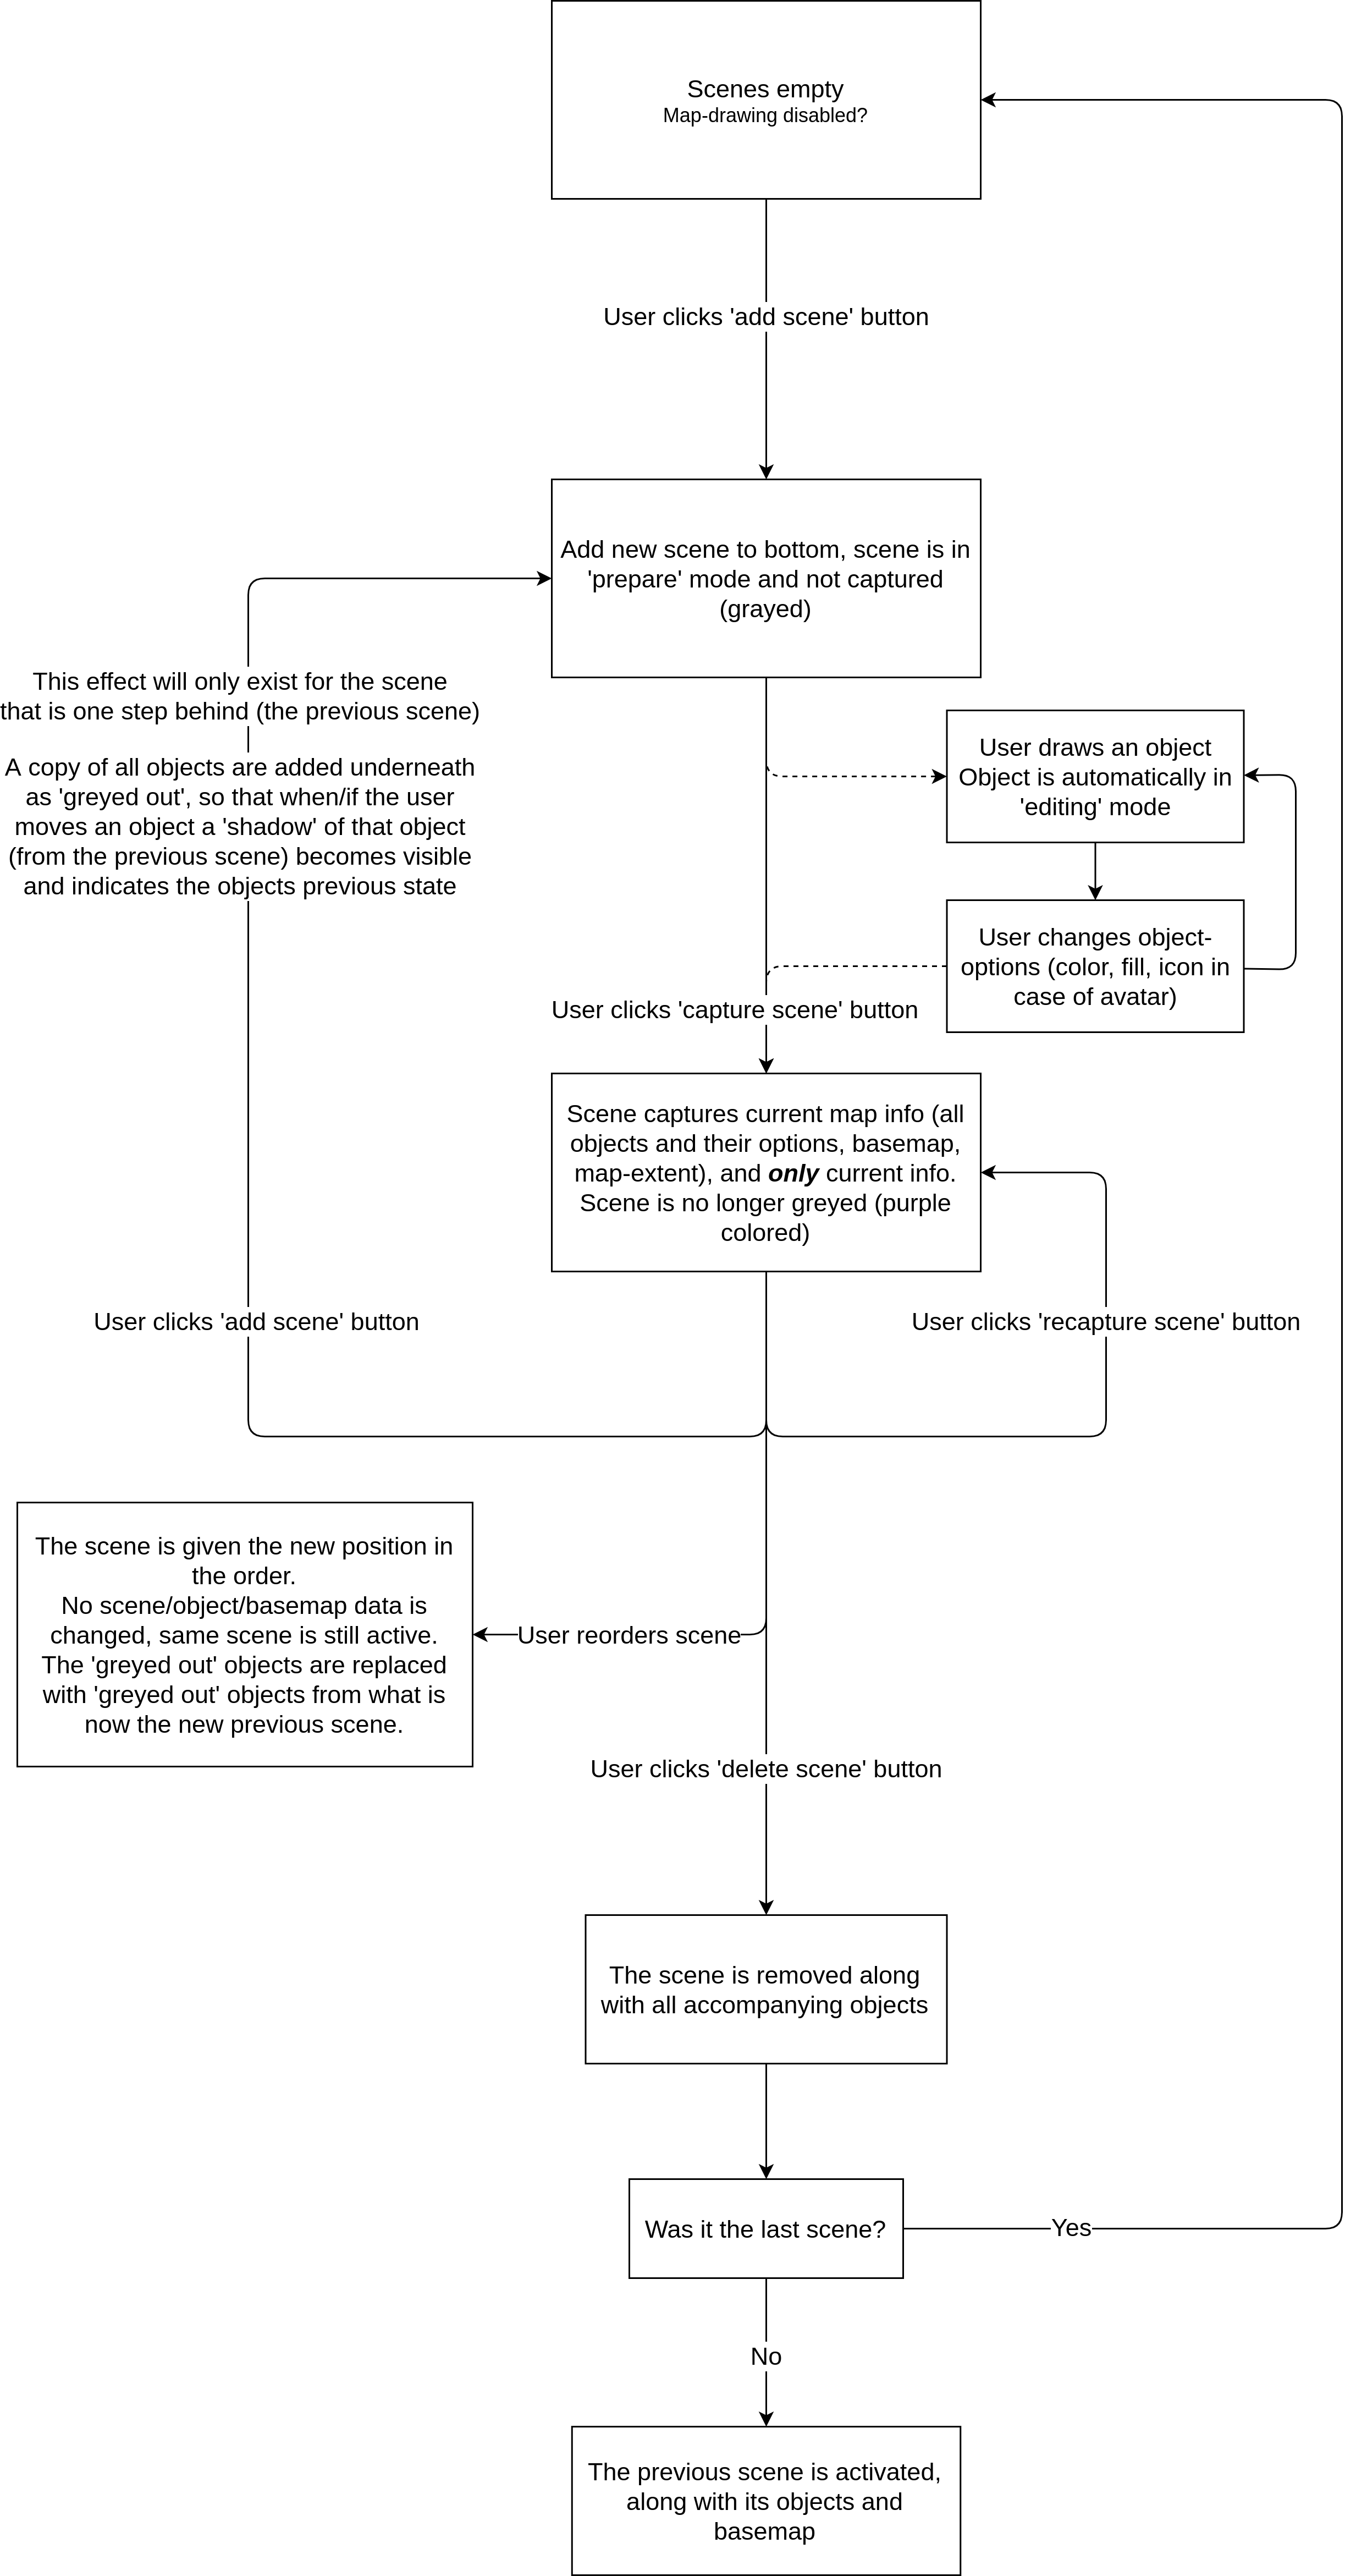 Scenes empty
Map-drawing disabled?
User clicks 'add scene' button
Add new scene to bottom, scene is in
'prepare' mode and not captured
(grayed)
This effect will only exist for the scene
that is one step behind (the previous scene)
A copy of all objects are added underneath
as 'greyed out', so that when/if the user
moves an object a 'shadow' of that object
(from the previous scene) becomes visible
and indicates the objects previous state
User draws an object
Object is automatically in
'editing' mode
User changes object-
options (color, fill, icon in
case of avatar)
User clicks 'capture scene' button
Scene captures current map info (all
objects and their options, basemap,
map-extent), and only current info.
Scene is no longer greyed (purple
colored)
User clicks 'add scene' button
User clicks 'recapture scene' button
The scene is given the new position in
the order.
No scene/object/basemap data is
changed, same scene is still active.
The 'greyed out' objects are replaced
with 'greyed out' objects from what is
now the new previous scene.
User reorders scene
User clicks 'delete scene' button
The scene is removed along
with all accompanying objects
Was it the last scene?
Yes
No
The previous scene is activated,
along with its objects and
basemap